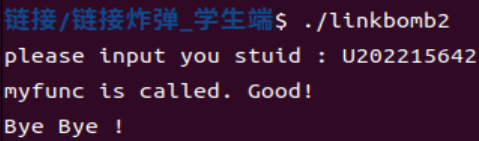 链接/链接炸弹_学生端$ ./linkbomb2
please input you stuid : U202215642
myfunc is called. Good!
Bye Bye !